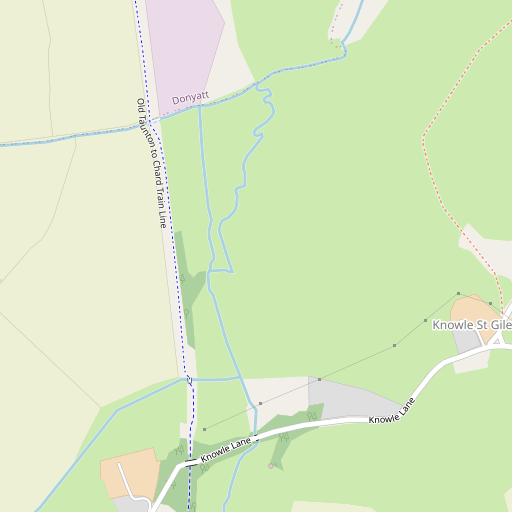 Donyatt
Old Taunton to Chard Train Line
Knowle St Gile
Knowle Lane
Knowle Lane